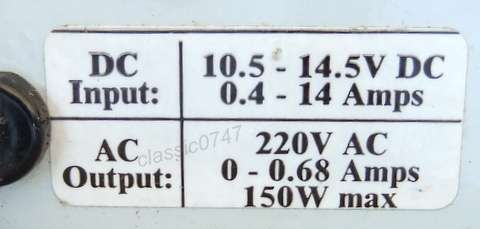 DC Input:
10.5 - 14.5V DC
0.4 - 14 Amps
AC Output:
220V AC
0 - 0.68 Amps
150W max
classic0747